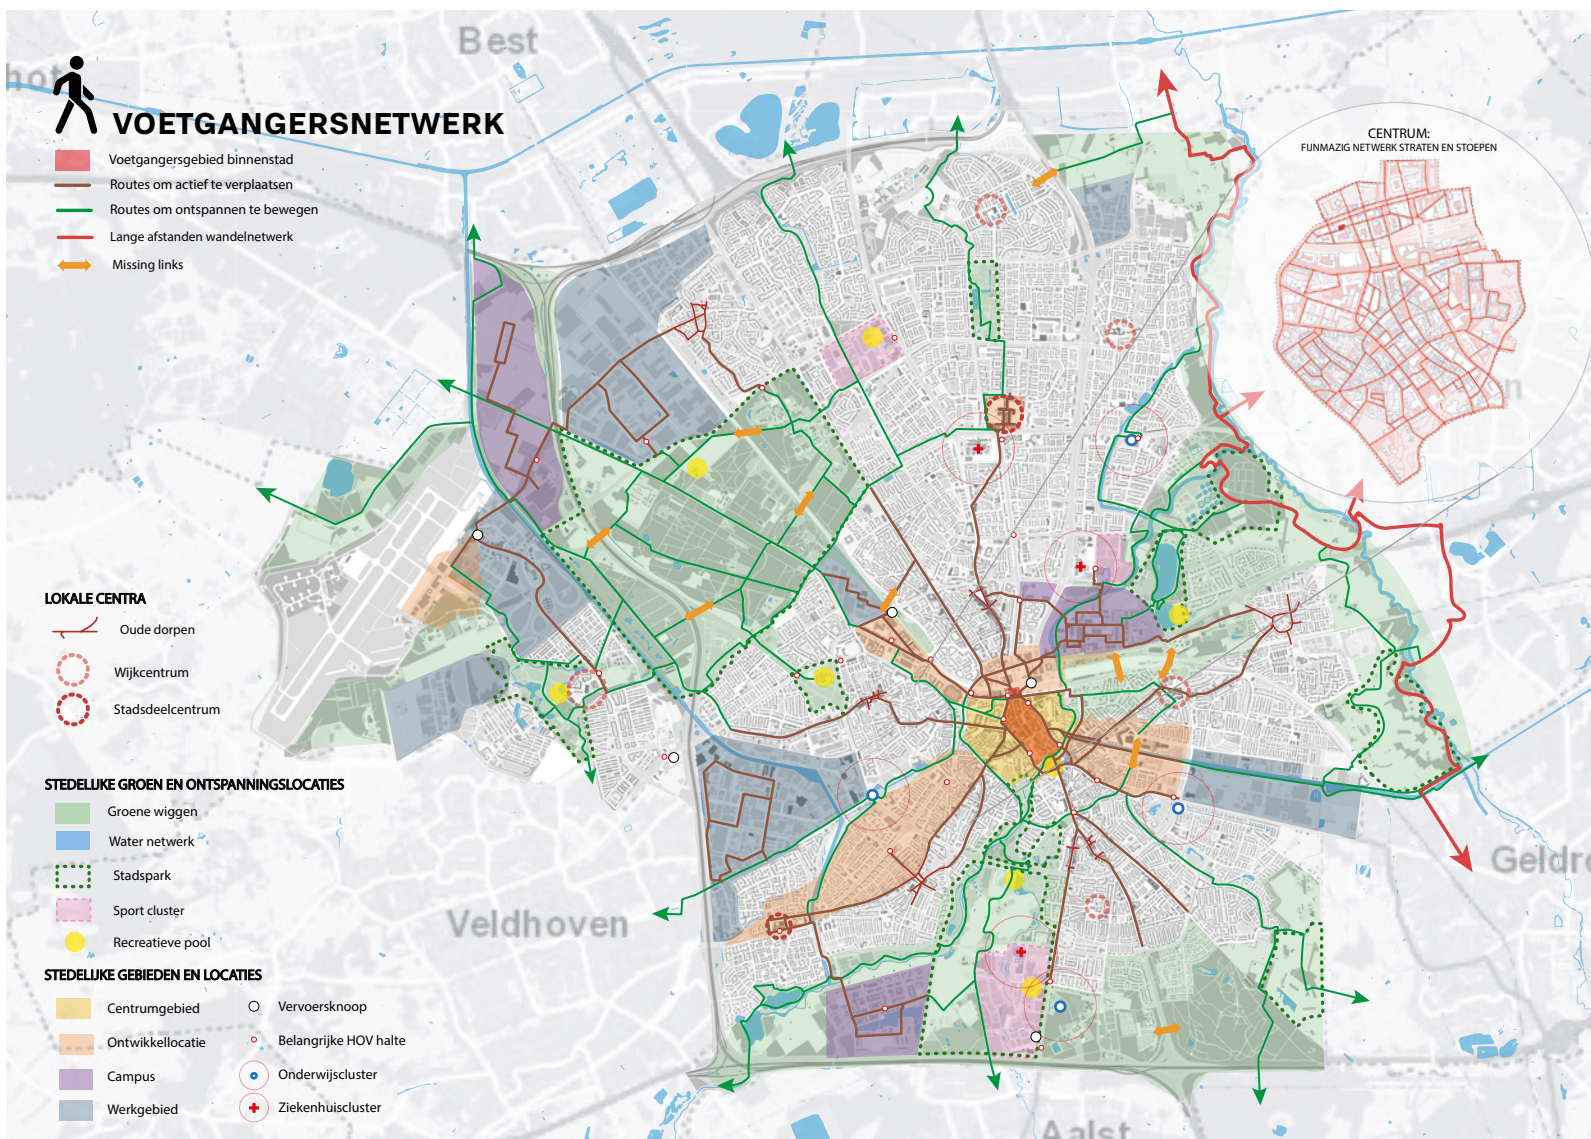 Best
hot
VOETGANGERSNETWERK
Voetgangersgebied binnenstad
Routes om actief te verplaatsen
Routes om ontspannen te bewegen
Lange afstanden wandelnetwerk
Missing links
CENTRUM:
FIJNMAZIG NETWERK STRATEN EN STOEPEN
en
LOKALE CENTRA
Oude dorpen
Wijkcentrum
Stadsdeelcentrum
STEDELIJKE GROEN EN ONTSPANNINGSLOCATIES
Groene wiggen
Water netwerk
Stadspark
Sport cluster
Recreatieve pool
STEDELIJKE GEBIEDEN EN LOCATIES
Centrumgebied
Ontwikkellocatie
Campus
Werkgebied
Vervoersknoop
Belangrijke HOV halte
Onderwijscluster
Ziekenhuiscluster
Veldhoven
Geldro
Aalst